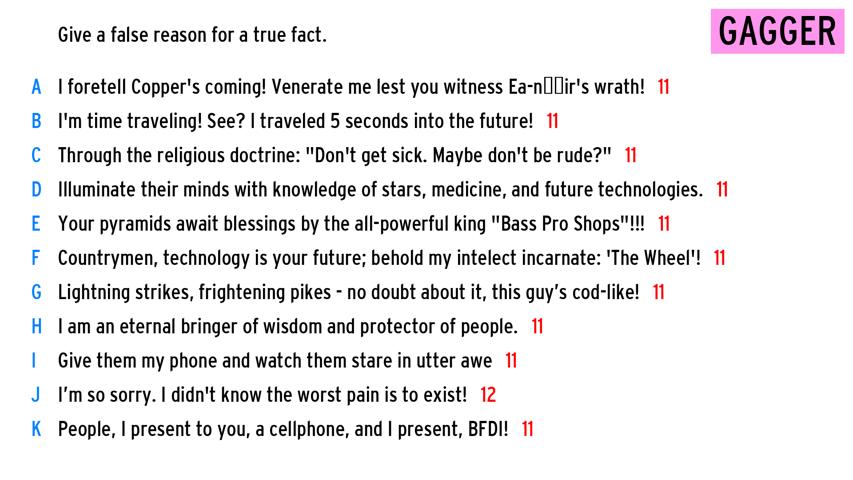 Give a false reason for a true fact.
GAGGER
A I foretell Copper's coming! Venerate me lest you witness Ea-n▯▯ir's wrath! 11
B I'm time traveling! See? I traveled 5 seconds into the future! 11
C Through the religious doctrine: "Don't get sick. Maybe don't be rude?" 11
D Illuminate their minds with knowledge of stars, medicine, and future technologies. 11
E Your pyramids await blessings by the all-powerful king "Bass Pro Shops"!!! 11
F Countrymen, technology is your future; behold my intelect incarnate: 'The Wheel'! 11
G Lightning strikes, frightening pikes - no doubt about it, this guy’s cod-like! 11
H I am an eternal bringer of wisdom and protector of people. 11
I Give them my phone and watch them stare in utter awe 11
J I’m so sorry. I didn't know the worst pain is to exist! 12
K People, I present to you, a cellphone, and I present, BFDI! 11